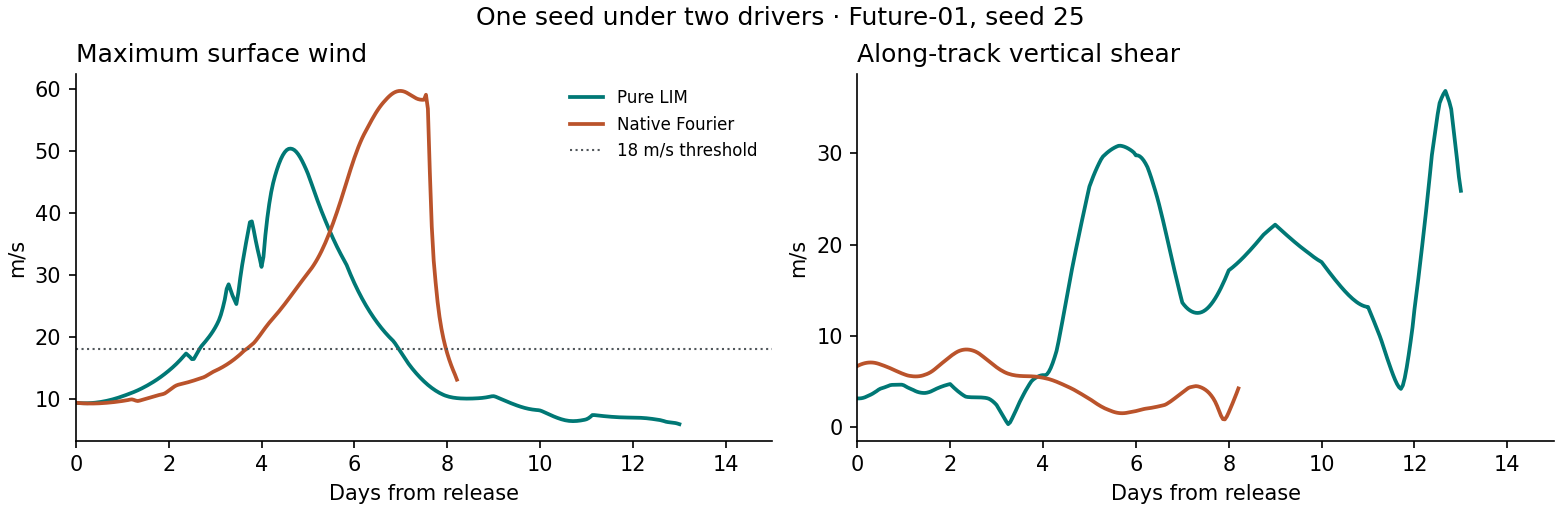 One seed under two drivers · Future-01, seed 25
Maximum surface wind
60
50
40
30
20
10
m/s
0 2 4 6 8 10 12 14
Days from release
Pure LIM
Native Fourier
18 m/s threshold
Along-track vertical shear
30
20
10
0
m/s
0 2 4 6 8 10 12 14
Days from release